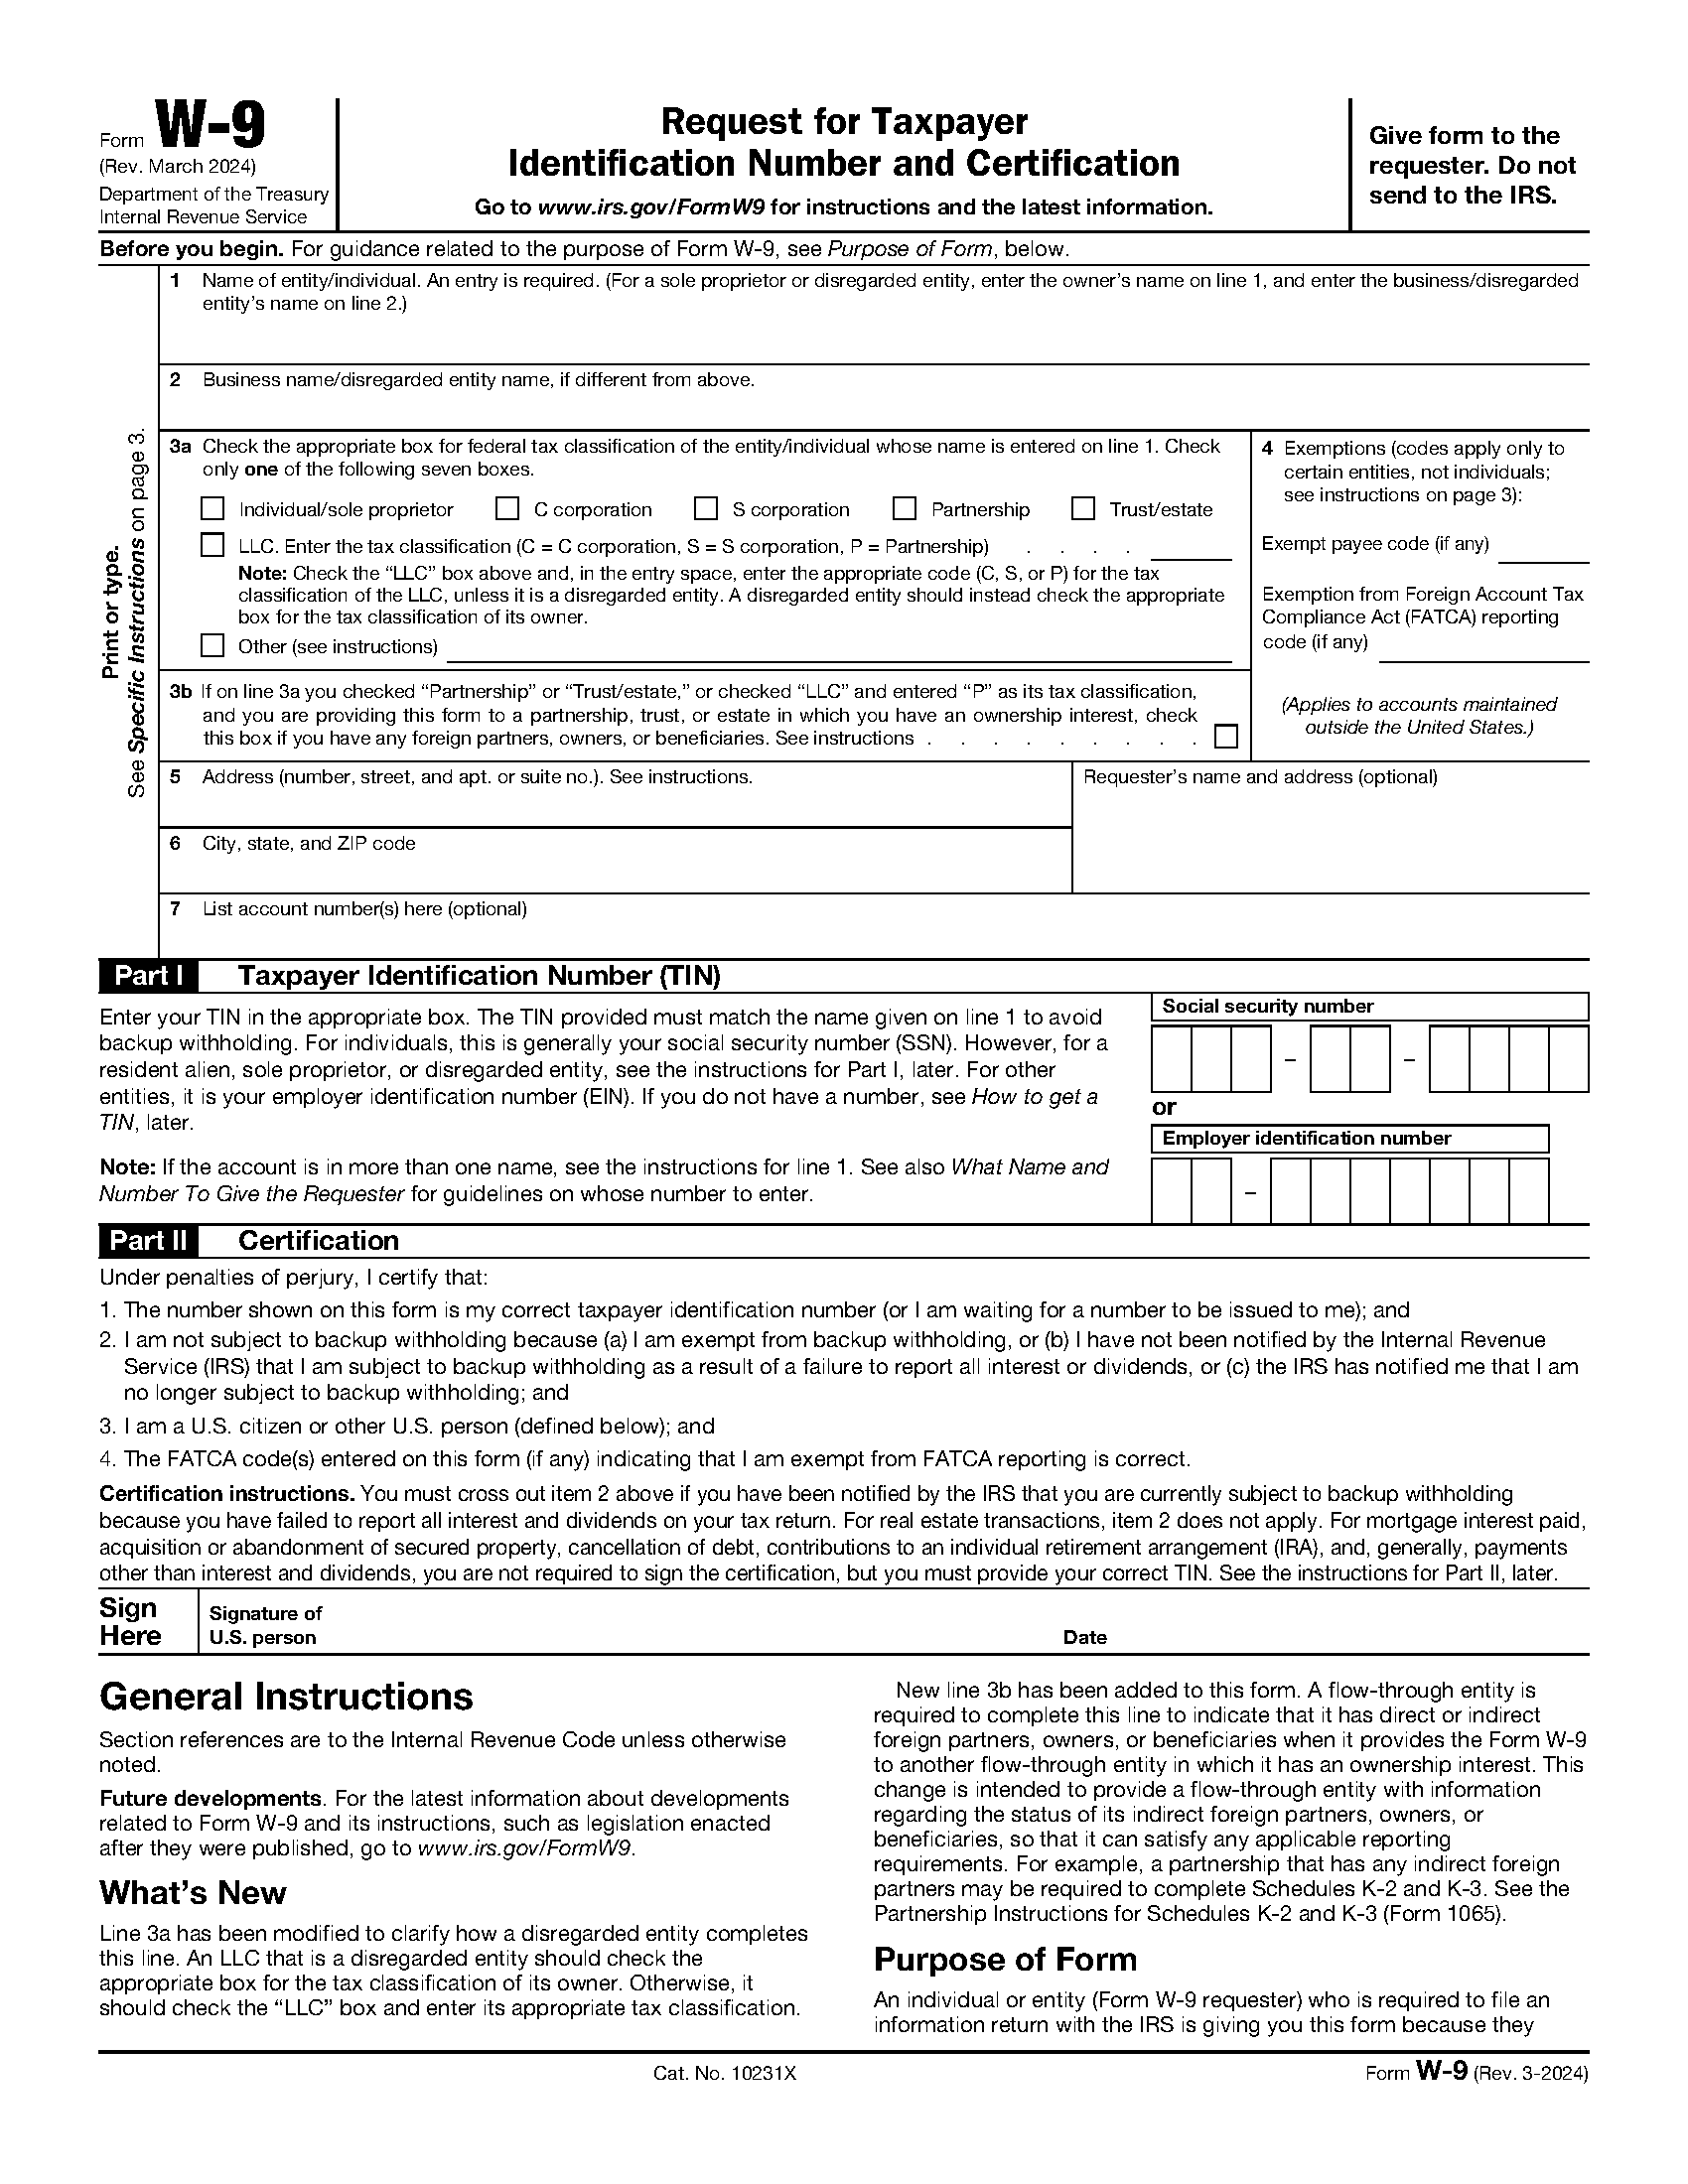 Form W-9
(Rev. March 2024)
Department of the Treasury
Internal Revenue Service
Request for Taxpayer
Identification Number and Certification
Go to www.irs.gov/FormW9 for instructions and the latest information.
Give form to the
requester. Do not
send to the IRS.
Before you begin. For guidance related to the purpose of Form W-9, see Purpose of Form, below.
Print or type.
See Specific Instructions on page 3.
1 Name of entity/individual. An entry is required. (For a sole proprietor or disregarded entity, enter the owner’s name on line 1, and enter the business/disregarded
entity’s name on line 2.)
2 Business name/disregarded entity name, if different from above.
3a Check the appropriate box for federal tax classification of the entity/individual whose name is entered on line 1. Check
only one of the following seven boxes.
Individual/sole proprietor C corporation S corporation Partnership Trust/estate
LLC. Enter the tax classification (C = C corporation, S = S corporation, P = Partnership) . . . .
Note: Check the “LLC” box above and, in the entry space, enter the appropriate code (C, S, or P) for the tax
classification of the LLC, unless it is a disregarded entity. A disregarded entity should instead check the appropriate
box for the tax classification of its owner.
Other (see instructions)
3b If on line 3a you checked “Partnership” or “Trust/estate,” or checked “LLC” and entered “P” as its tax classification,
and you are providing this form to a partnership, trust, or estate in which you have an ownership interest, check
this box if you have any foreign partners, owners, or beneficiaries. See instructions . . . . . . . . .
4 Exemptions (codes apply only to
certain entities, not individuals;
see instructions on page 3):
Exempt payee code (if any)
Exemption from Foreign Account Tax
Compliance Act (FATCA) reporting
code (if any)
(Applies to accounts maintained
outside the United States.)
5 Address (number, street, and apt. or suite no.). See instructions.
Requester’s name and address (optional)
6 City, state, and ZIP code
7 List account number(s) here (optional)
Part I Taxpayer Identification Number (TIN)
Enter your TIN in the appropriate box. The TIN provided must match the name given on line 1 to avoid
backup withholding. For individuals, this is generally your social security number (SSN). However, for a
resident alien, sole proprietor, or disregarded entity, see the instructions for Part I, later. For other
entities, it is your employer identification number (EIN). If you do not have a number, see How to get a
TIN, later.
Note: If the account is in more than one name, see the instructions for line 1. See also What Name and
Number To Give the Requester for guidelines on whose number to enter.
Social security number
– –
or
Employer identification number
–
Part II Certification
Under penalties of perjury, I certify that:
1. The number shown on this form is my correct taxpayer identification number (or I am waiting for a number to be issued to me); and
2. I am not subject to backup withholding because (a) I am exempt from backup withholding, or (b) I have not been notified by the Internal Revenue
Service (IRS) that I am subject to backup withholding as a result of a failure to report all interest or dividends, or (c) the IRS has notified me that I am
no longer subject to backup withholding; and
3. I am a U.S. citizen or other U.S. person (defined below); and
4. The FATCA code(s) entered on this form (if any) indicating that I am exempt from FATCA reporting is correct.
Certification instructions. You must cross out item 2 above if you have been notified by the IRS that you are currently subject to backup withholding
because you have failed to report all interest and dividends on your tax return. For real estate transactions, item 2 does not apply. For mortgage interest paid,
acquisition or abandonment of secured property, cancellation of debt, contributions to an individual retirement arrangement (IRA), and, generally, payments
other than interest and dividends, you are not required to sign the certification, but you must provide your correct TIN. See the instructions for Part II, later.
Sign
Here
Signature of
U.S. person
Date
General Instructions
Section references are to the Internal Revenue Code unless otherwise
noted.
Future developments. For the latest information about developments
related to Form W-9 and its instructions, such as legislation enacted
after they were published, go to www.irs.gov/FormW9.
What’s New
Line 3a has been modified to clarify how a disregarded entity completes
this line. An LLC that is a disregarded entity should check the
appropriate box for the tax classification of its owner. Otherwise, it
should check the “LLC” box and enter its appropriate tax classification.
New line 3b has been added to this form. A flow-through entity is
required to complete this line to indicate that it has direct or indirect
foreign partners, owners, or beneficiaries when it provides the Form W-9
to another flow-through entity in which it has an ownership interest. This
change is intended to provide a flow-through entity with information
regarding the status of its indirect foreign partners, owners, or
beneficiaries, so that it can satisfy any applicable reporting
requirements. For example, a partnership that has any indirect foreign
partners may be required to complete Schedules K-2 and K-3. See the
Partnership Instructions for Schedules K-2 and K-3 (Form 1065).
Purpose of Form
An individual or entity (Form W-9 requester) who is required to file an
information return with the IRS is giving you this form because they
Cat. No. 10231X
Form W-9 (Rev. 3-2024)